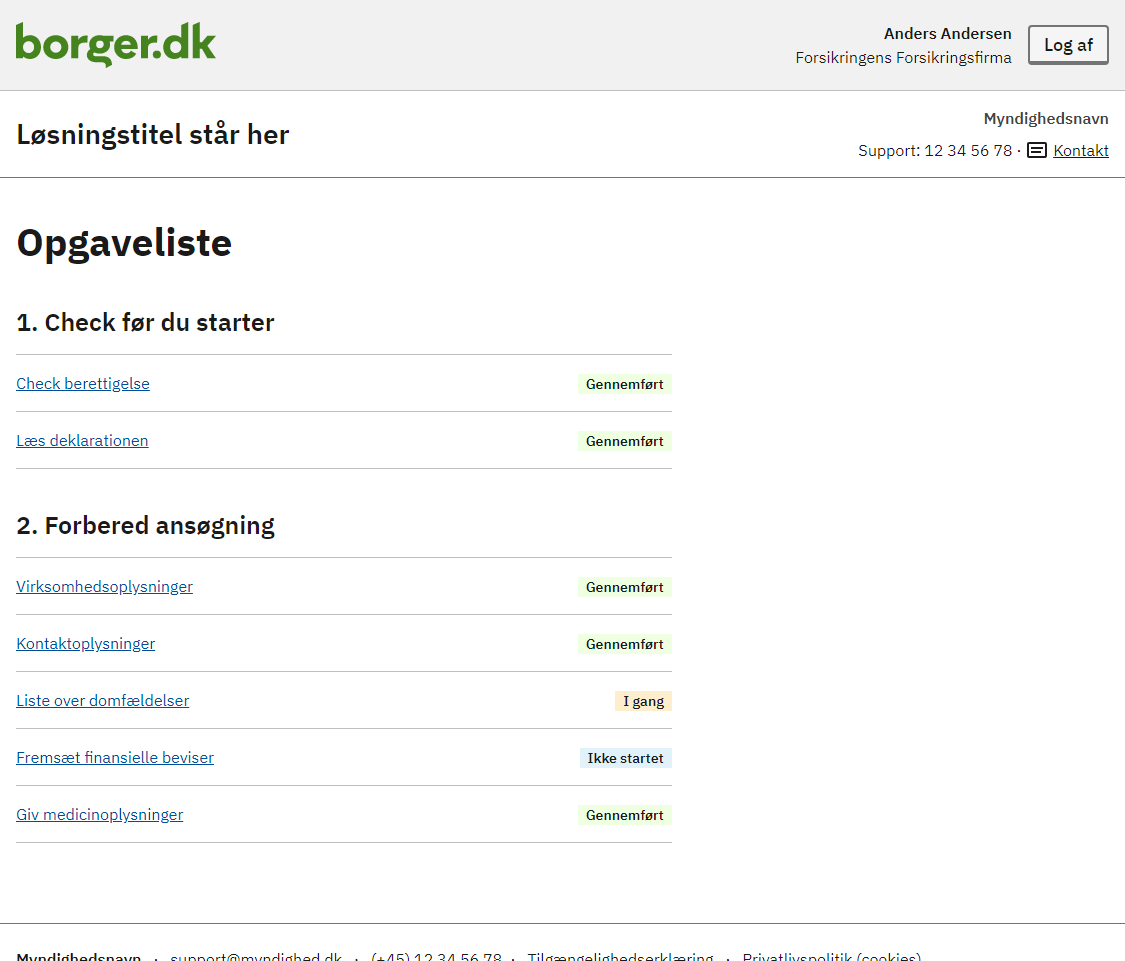 borger.dk
Anders Andersen
Forsikringens Forsikringsfirma
Log af
Løsningstitel står her
Myndighedsnavn
Support: 12 34 56 78 · Kontakt
Opgaveliste
1. Check før du starter
Check berettigelse Gennemført
Læs deklarationen Gennemført
2. Forbered ansøgning
Virksomhedsoplysninger Gennemført
Kontaktoplysninger Gennemført
Liste over domfældelser I gang
Fremsæt finansielle beviser Ikke startet
Giv medicinoplysninger Gennemført
Myndighedsnavn · support@myndighed.dk · (+45) 12 34 56 78 · Tilgængelighedserklæring · Privatlivspolitik (cookies)